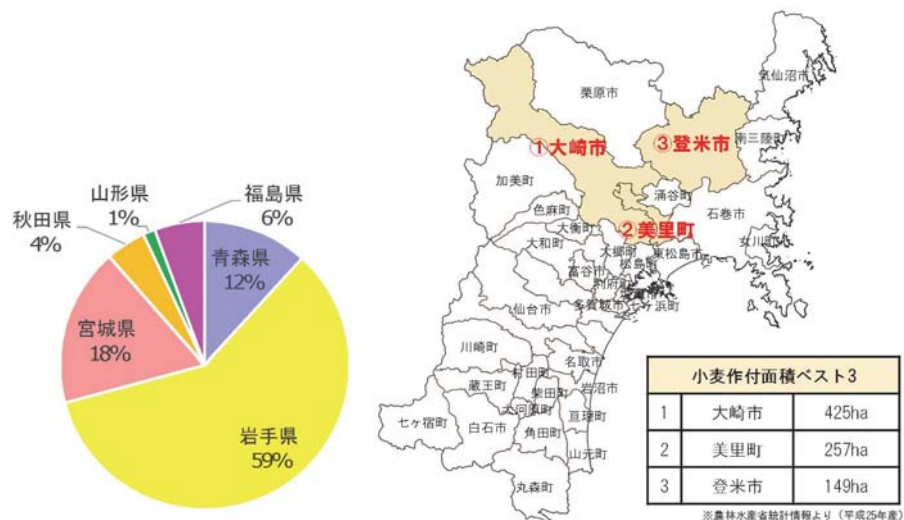 山形県
1%
福島県
6%
秋田県
4%
青森県
12%
宮城県
18%
岩手県
59%
気仙沼市
栗原市
南三陸町
①大崎市
③登米市
加美町
涌谷町
石巻市
色麻町
②美里町
大衡町
女川町
大和町
大郷町
東松島市
松島町
富谷市
利府町
多賀城市
七ヶ浜町
仙台市
川崎町
名取市
村田町
岩沼市
蔵王町
柴田町
大河原町
亘理町
七ヶ宿町
白石市
角田町
山元町
丸森町
小麦作付面積ベスト3
1 大崎市 425ha
2 美里町 257ha
3 登米市 149ha
※農林水産省統計情報より（平成25年産）